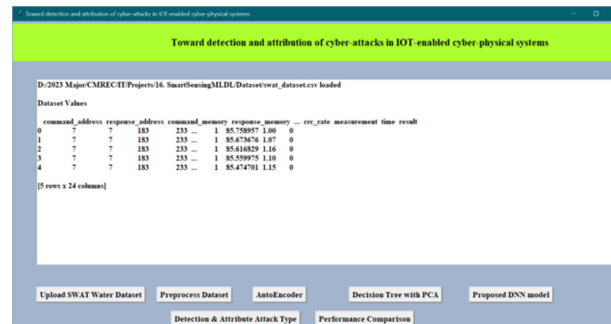 Toward detection and attribution of cyber-attacks in IOT-enabled cyber-physical systems
Toward detection and attribution of cyber-attacks in IOT-enabled cyber-physical systems
D:/2023 Major/CMREC/IT/Projects/16. SmartSensingMLDL/Dataset/swat_dataset.csv loaded
Dataset Values
command_address response_address command_memory response_memory ... crc_rate measurement time result
0 7 7 183 233 ... 1 85.758957 1.00 0
1 7 7 183 233 ... 1 85.673676 1.07 0
2 7 7 183 233 ... 1 85.616829 1.16 0
3 7 7 183 233 ... 1 85.559975 1.10 0
4 7 7 183 233 ... 1 85.474701 1.15 0
[5 rows x 24 columns]
Upload SWAT Water Dataset Preprocess Dataset AutoEncoder Decision Tree with PCA Proposed DNN model
Detection & Attribute Attack Type Performance Comparison